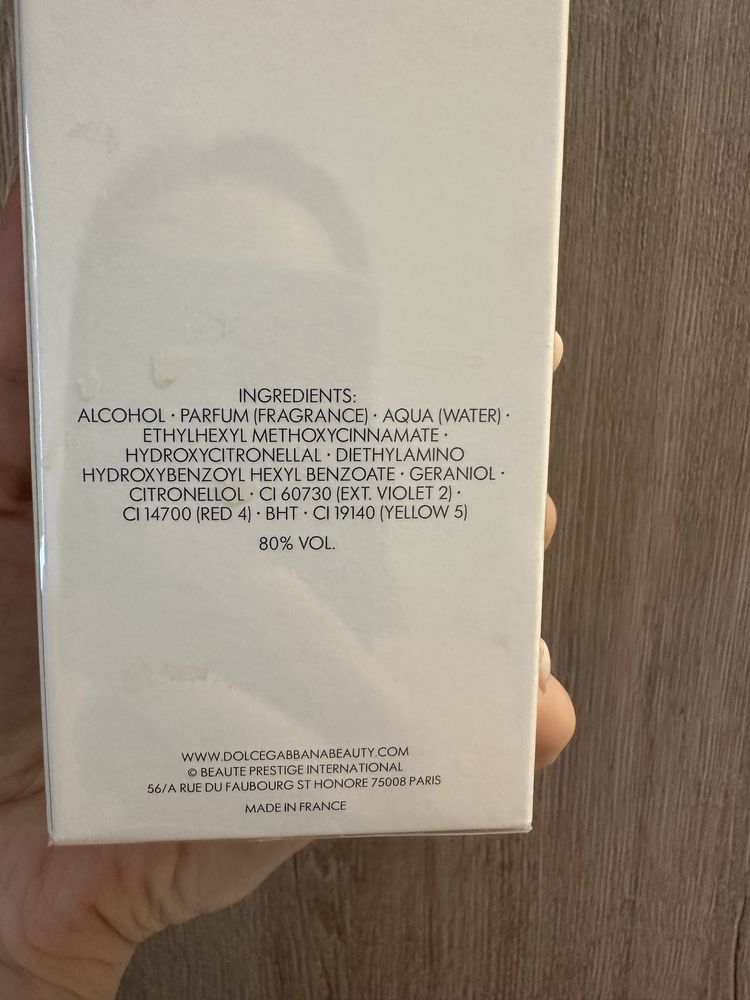 INGREDIENTS:
ALCOHOL · PARFUM (FRAGRANCE) · AQUA (WATER) ·
ETHYLHEXYL METHOXYCINNAMATE ·
HYDROXYCITRONELLAL · DIETHYLAMINO
HYDROXYBENZOYL HEXYL BENZOATE · GERANIOL ·
CITRONELLOL · CI 60730 (EXT. VIOLET 2) ·
CI 14700 (RED 4) · BHT · CI 19140 (YELLOW 5)
80% VOL.
WWW.DOLCEGABBANABEAUTY.COM
© BEAUTE PRESTIGE INTERNATIONAL
56/A RUE DU FAUBOURG ST HONORE 75008 PARIS
MADE IN FRANCE